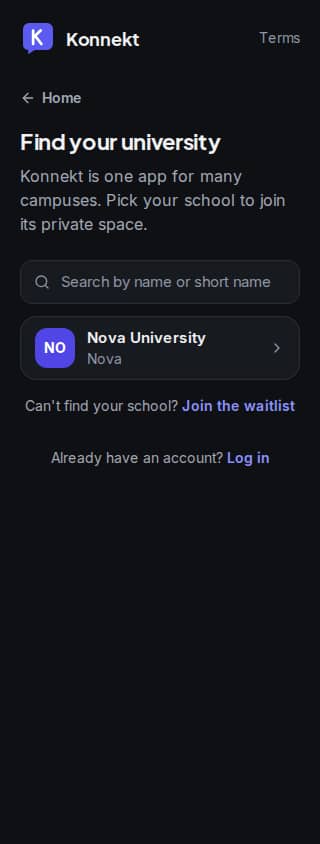 Konnekt
Terms
Home
Find your university
Konnekt is one app for many
campuses. Pick your school to join
its private space.
Search by name or short name
NO
Nova University
Nova
Can't find your school? Join the waitlist
Already have an account? Log in